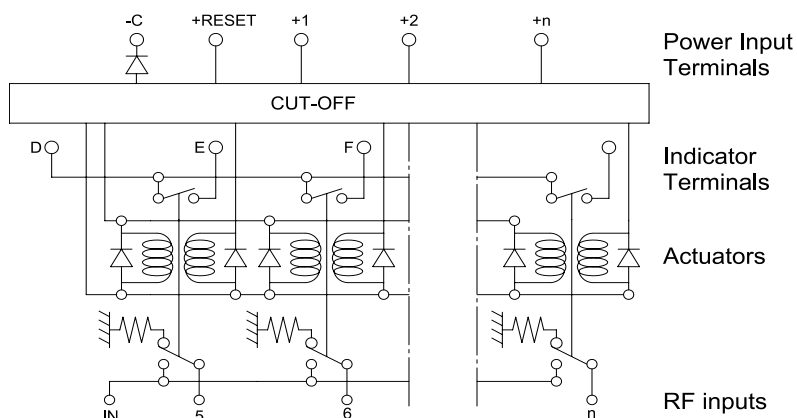 -C +RESET +1 +2 +n
Power Input
Terminals
CUT-OFF
D E F
Indicator
Terminals
Actuators
IN 5 6 n
RF inputs